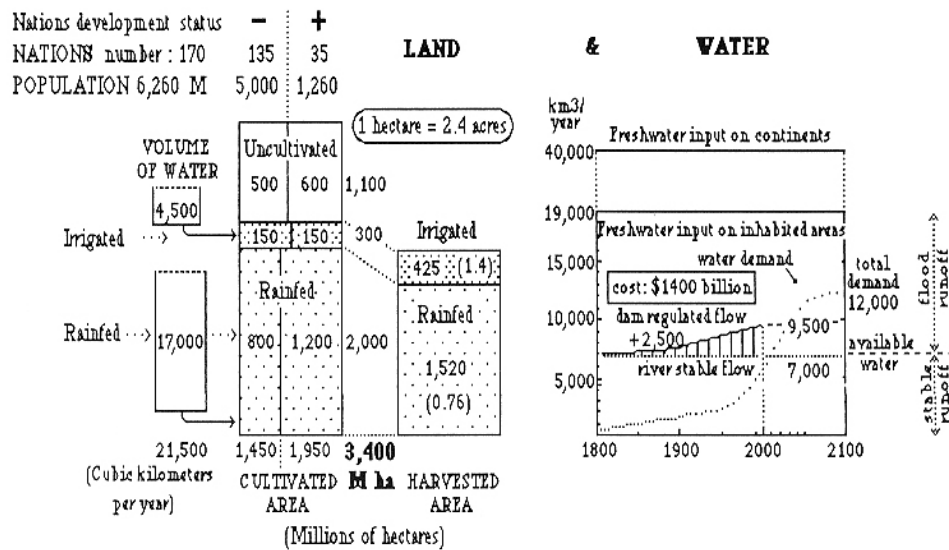 Nations development status − +
NATIONS number : 170 135 35
POPULATION 6,260 M 5,000 1,260
LAND & WATER
1 hectare = 2.4 acres
VOLUME
OF WATER
4,500
Irrigated
Rainfed
17,000
21,500
(Cubic kilometers
per year)
Uncultivated
500 600 1,100
150 150 300
Rainfed
800 1,200 2,000
1,450 1,950 3,400
CULTIVATED M ha HARVESTED
AREA AREA
(Millions of hectares)
Irrigated
425 (1.4)
Rainfed
1,520
(0.76)
km3/
year
40,000
19,000
15,000
10,000
5,000
Freshwater input on continents
Freshwater input on inhabited areas
water demand
cost: $1400 billion
dam regulated flow
+2,500
river stable flow
9,500
7,000
total
demand
12,000
available
water
flood
runoff
stable
runoff
1800 1900 2000 2100